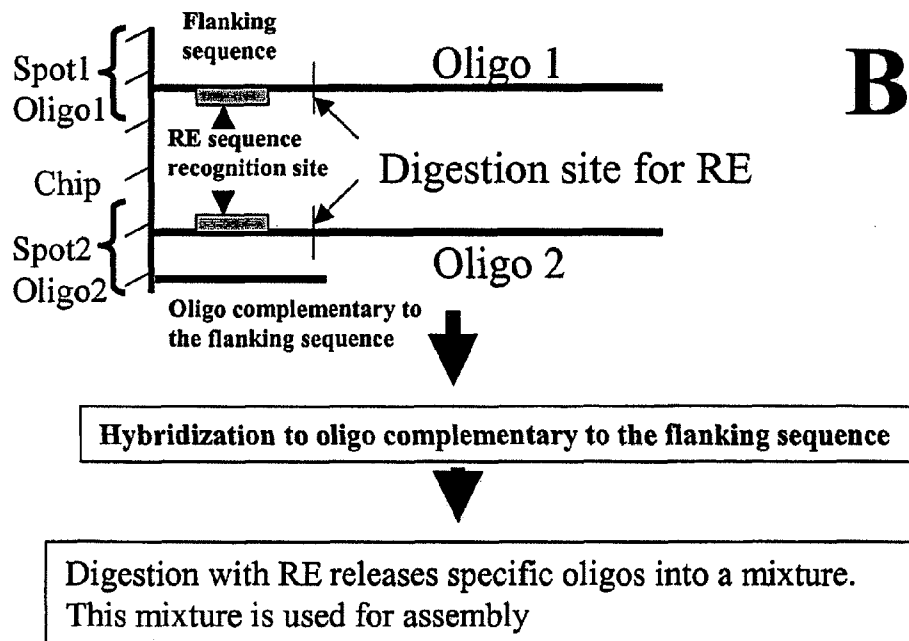 Flanking
sequence
Oligo 1
B
Spot1
Oligo1
RE sequence
recognition site
Digestion site for RE
Chip
Spot2
Oligo2
Oligo 2
Oligo complementary to
the flanking sequence
Hybridization to oligo complementary to the flanking sequence
Digestion with RE releases specific oligos into a mixture.
This mixture is used for assembly